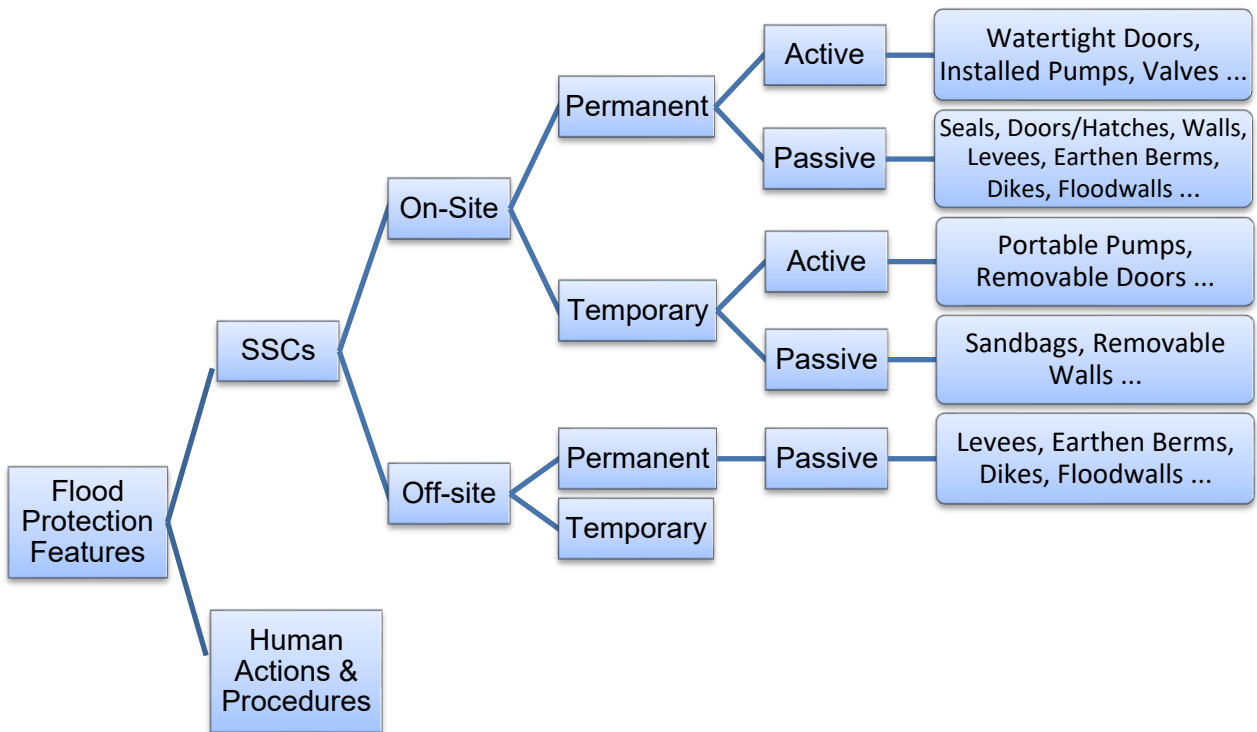 Active
Watertight Doors,
Installed Pumps, Valves ...
Permanent
Passive
Seals, Doors/Hatches, Walls,
Levees, Earthen Berms,
Dikes, Floodwalls ...
On-Site
Active
Portable Pumps,
Removable Doors ...
Temporary
Passive
Sandbags, Removable
Walls ...
SSCs
Permanent
Passive
Levees, Earthen Berms,
Dikes, Floodwalls ...
Off-site
Temporary
Flood
Protection
Features
Human
Actions &
Procedures